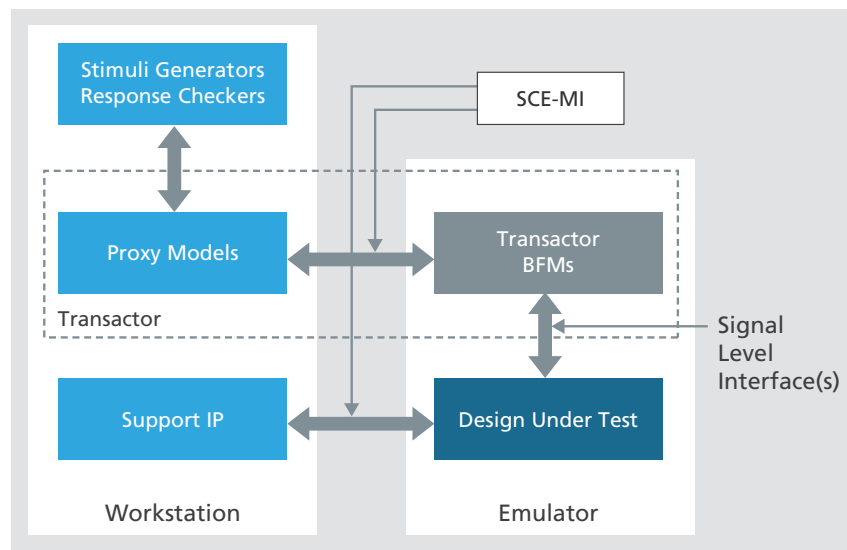 Stimuli Generators
Response Checkers
SCE-MI
Proxy Models
Transactor
BFMs
Transactor
Signal
Level
Interface(s)
Support IP
Design Under Test
Workstation
Emulator